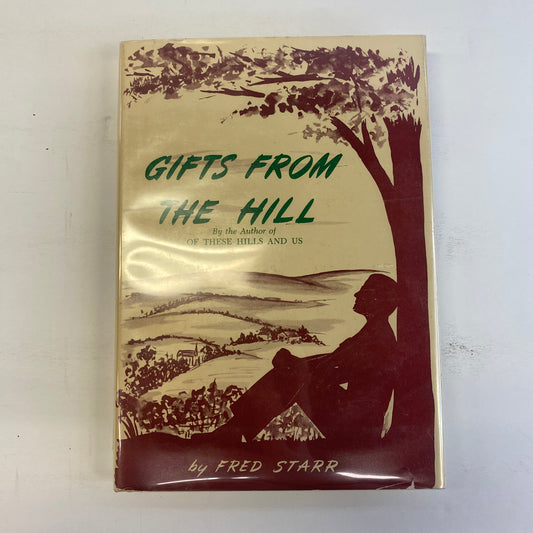 GIFTS FROM
THE HILL
By the Author of
OF THESE HILLS AND US
by FRED STARR